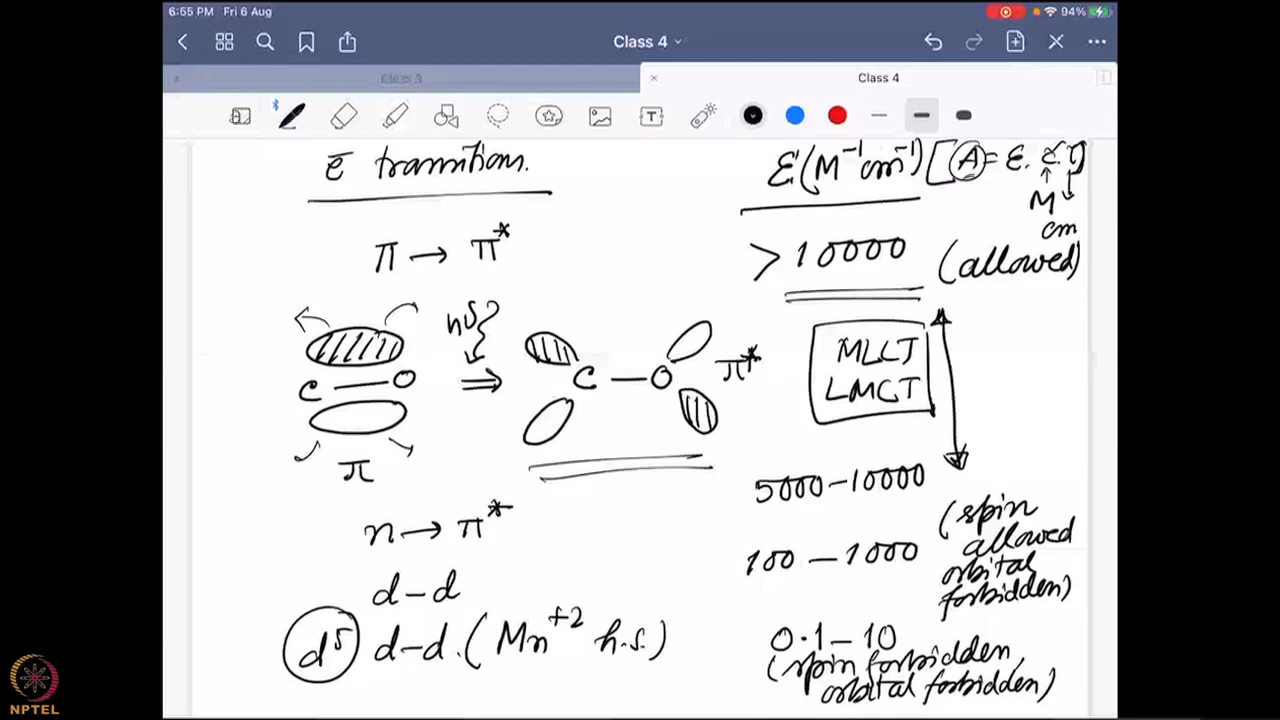 6:55 PM Fri 6 Aug 94%
Class 4
Class 3 Class 4
ē transitions. ε(M⁻¹ cm⁻¹) [A = ε. c. l]
M
cm
π → π* > 10000 (allowed)
hν
C — O ⇒ C — O π*
π
MLCT
LMCT
5000 – 10000
n → π*
(spin allowed orbital forbidden)
d – d 100 – 1000
d⁵ d–d. (Mn⁺² h.s.) 0.1 – 10
(spin forbidden,
orbital forbidden)
NPTEL